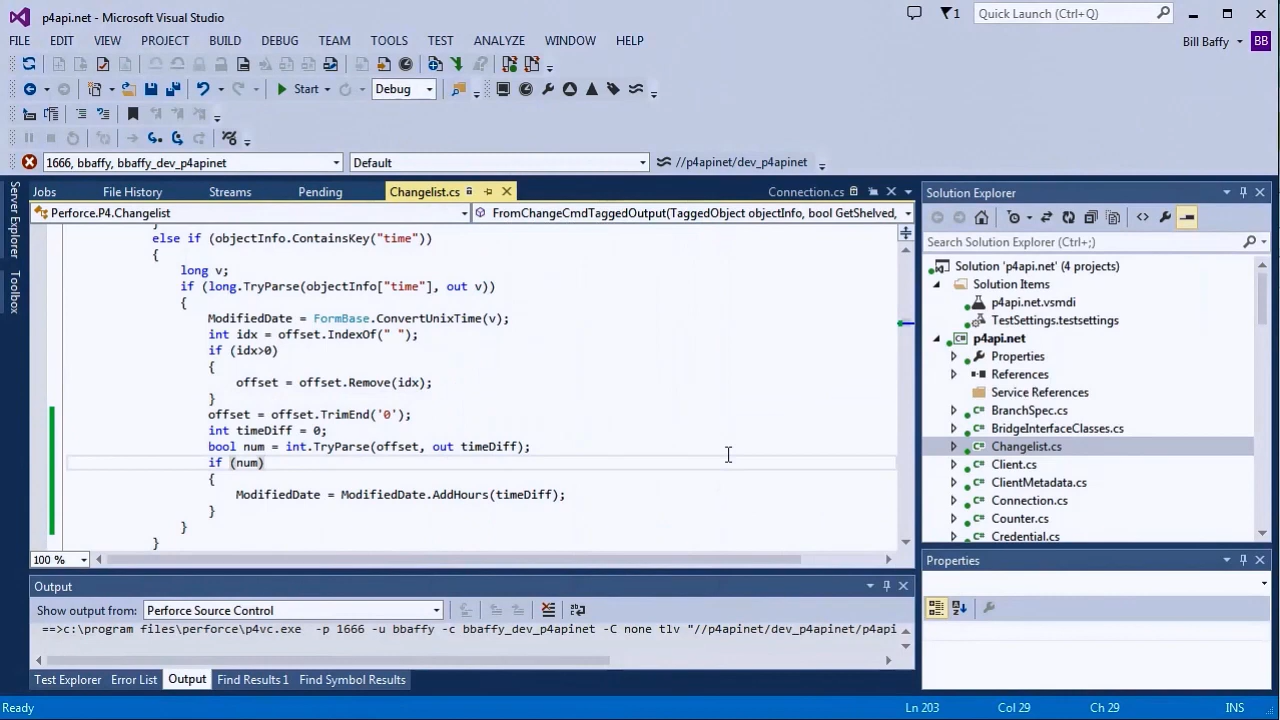 p4api.net - Microsoft Visual Studio
1
Quick Launch (Ctrl+Q)
FILE EDIT VIEW PROJECT BUILD DEBUG TEAM TOOLS TEST ANALYZE WINDOW HELP
Bill Baffy BB
Start Debug
1666, bbaffy, bbaffy_dev_p4apinet Default //p4apinet/dev_p4apinet
Server Explorer
Toolbox
Jobs File History Streams Pending Changelist.cs Connection.cs
Perforce.P4.Changelist FromChangeCmdTaggedOutput(TaggedObject objectInfo, bool GetShelved,
}
else if (objectInfo.ContainsKey("time"))
{
long v;
if (long.TryParse(objectInfo["time"], out v))
{
ModifiedDate = FormBase.ConvertUnixTime(v);
int idx = offset.IndexOf(" ");
if (idx>0)
{
offset = offset.Remove(idx);
}
offset = offset.TrimEnd('0');
int timeDiff = 0;
bool num = int.TryParse(offset, out timeDiff);
if (num)
{
ModifiedDate = ModifiedDate.AddHours(timeDiff);
}
}
}
100 %
Output
Show output from: Perforce Source Control
==>c:\program files\perforce\p4vc.exe -p 1666 -u bbaffy -c bbaffy_dev_p4apinet -C none tlv "//p4apinet/dev_p4apinet/p4api
Test Explorer Error List Output Find Results 1 Find Symbol Results
Solution Explorer
Search Solution Explorer (Ctrl+;)
Solution 'p4api.net' (4 projects)
Solution Items
p4api.net.vsmdi
TestSettings.testsettings
p4api.net
Properties
References
Service References
BranchSpec.cs
BridgeInterfaceClasses.cs
Changelist.cs
Client.cs
ClientMetadata.cs
Connection.cs
Counter.cs
Credential.cs
Properties
Ready Ln 203 Col 29 Ch 29 INS